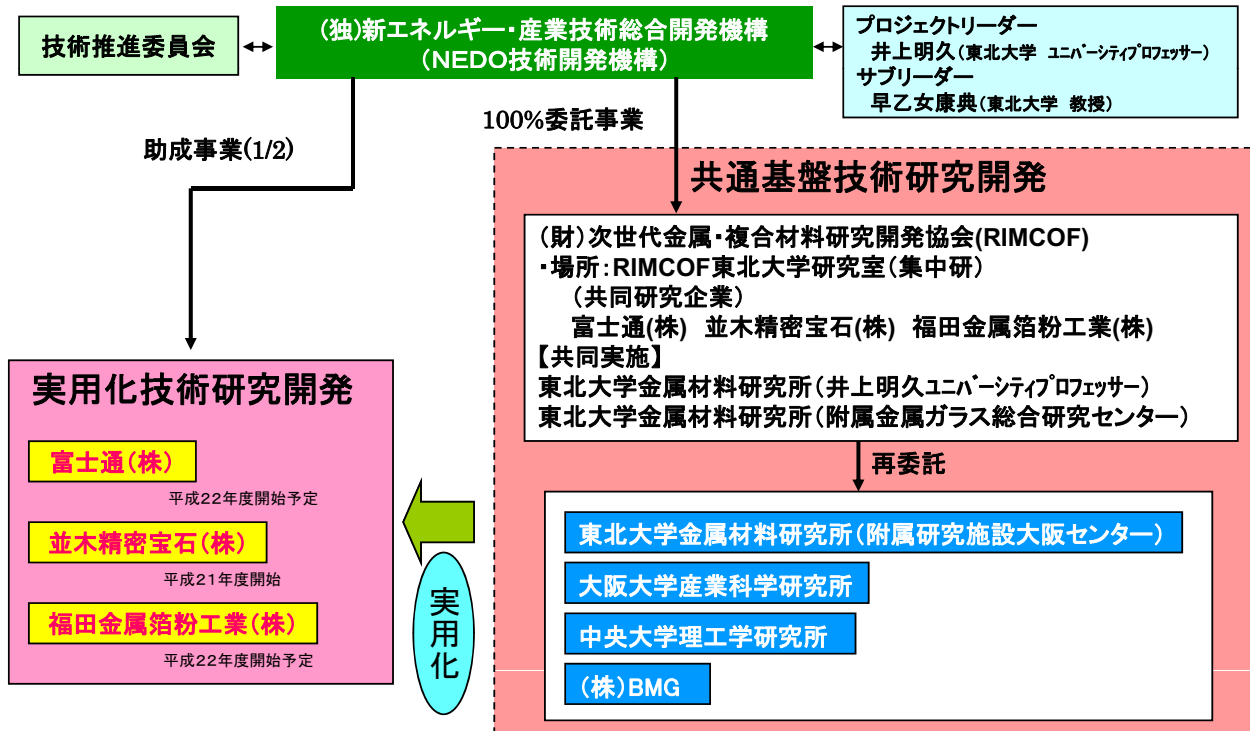 技術推進委員会
(独)新エネルギー・産業技術総合開発機構
(NEDO技術開発機構)
プロジェクトリーダー
井上明久(東北大学 ユニバーシティプロフェッサー)
サブリーダー
早乙女康典(東北大学 教授)
助成事業(1/2)
100%委託事業
共通基盤技術研究開発
(財)次世代金属・複合材料研究開発協会(RIMCOF)
・場所:RIMCOF東北大学研究室(集中研)
(共同研究企業)
富士通(株) 並木精密宝石(株) 福田金属箔粉工業(株)
【共同実施】
東北大学金属材料研究所(井上明久ユニバーシティプロフェッサー)
東北大学金属材料研究所(附属金属ガラス総合研究センター)
再委託
東北大学金属材料研究所(附属研究施設大阪センター)
大阪大学産業科学研究所
中央大学理工学研究所
(株)BMG
実用化技術研究開発
富士通(株)
平成22年度開始予定
並木精密宝石(株)
平成21年度開始
福田金属箔粉工業(株)
平成22年度開始予定
実用化